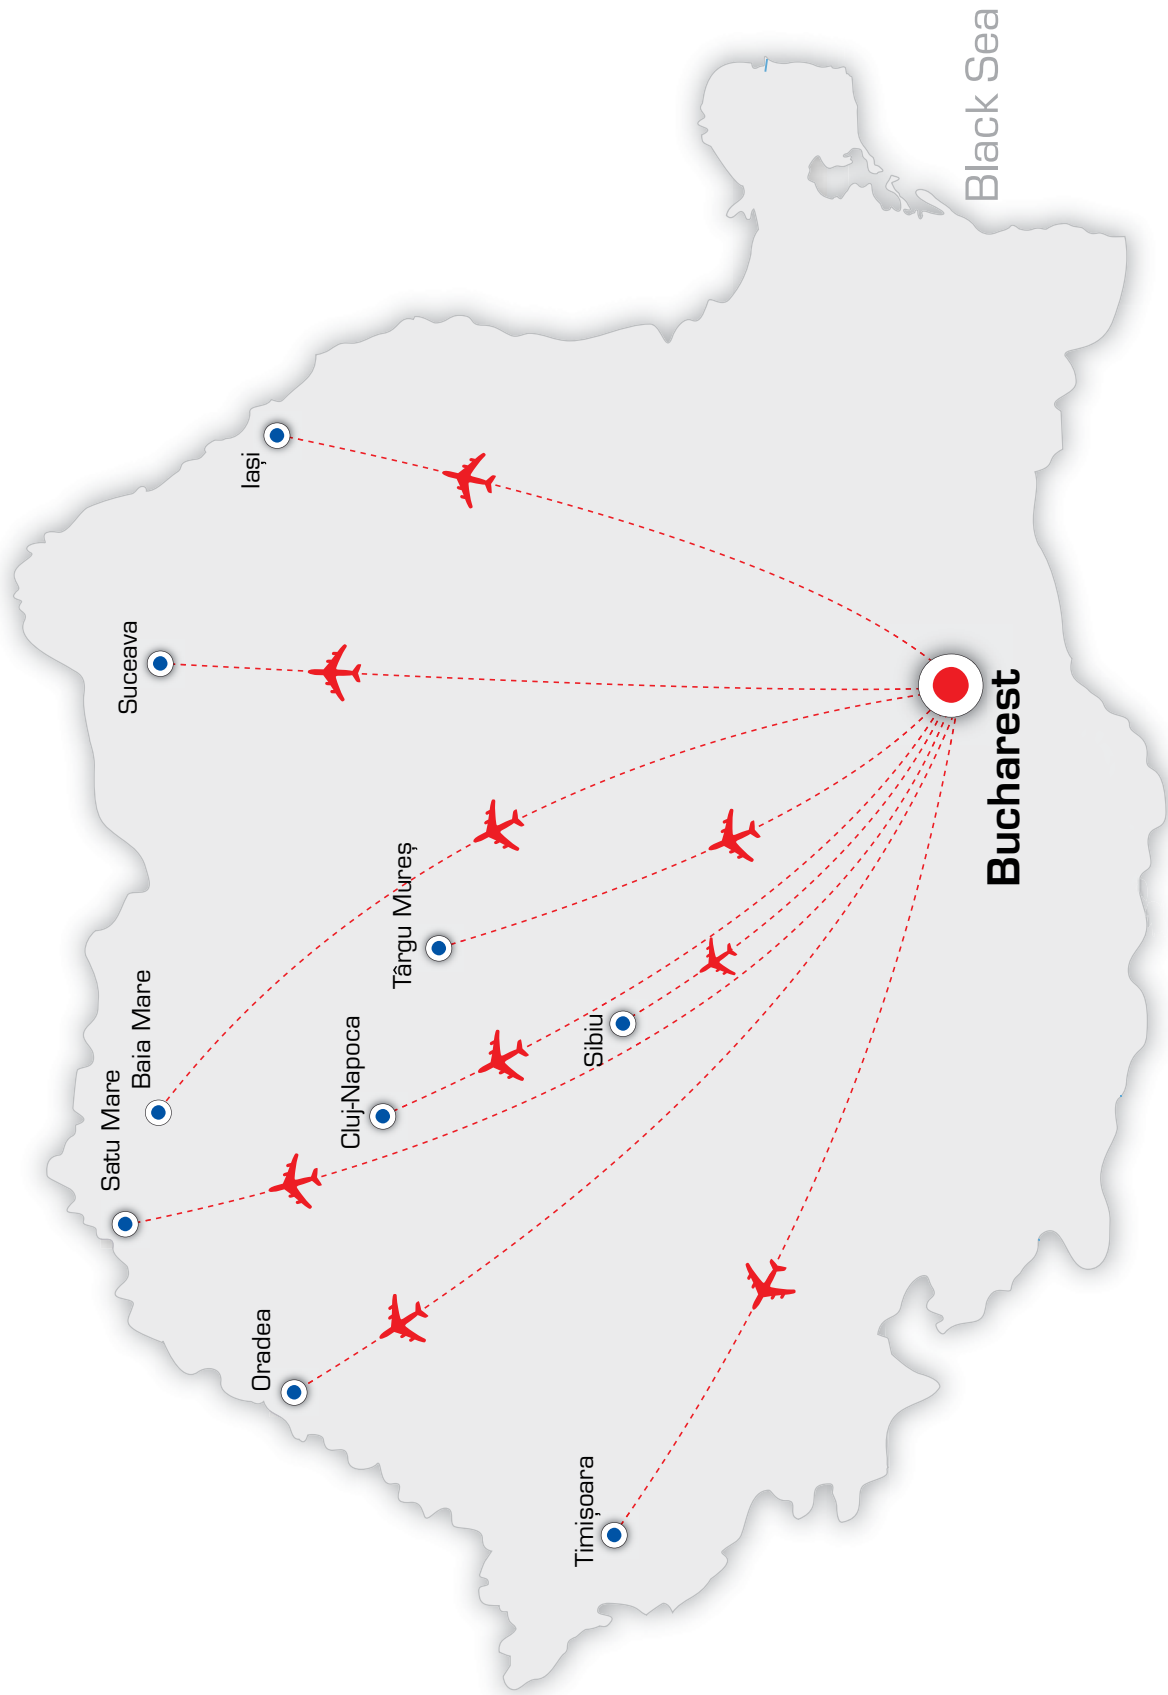 Satu Mare
Baia Mare
Suceava
Iași
Oradea
Cluj-Napoca
Târgu Mureș
Timișoara
Sibiu
Bucharest
Black Sea